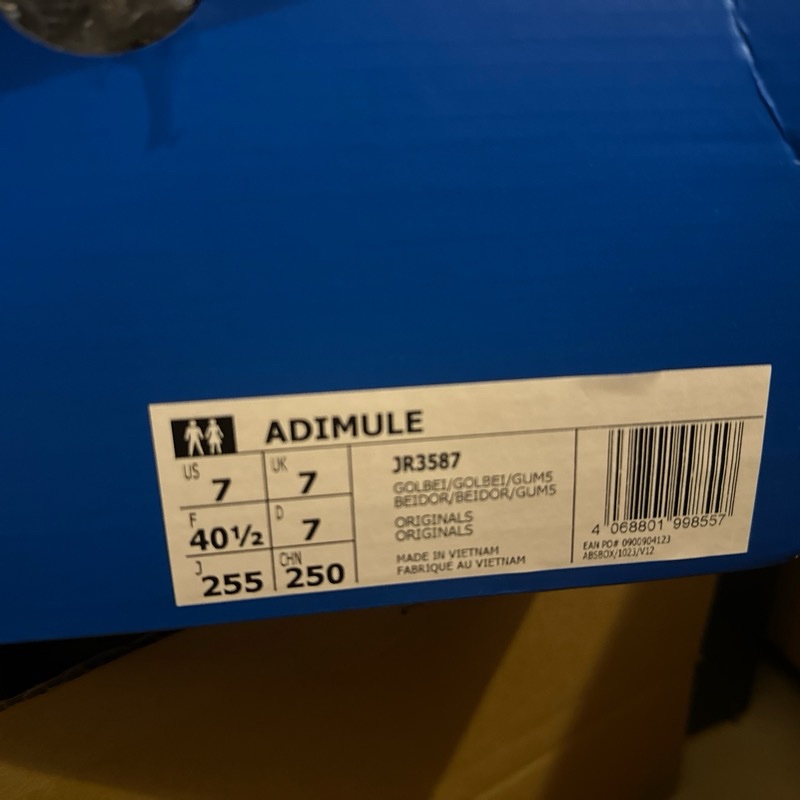 ADIMULE
US 7 UK 7
F 40½ D 7
J 255 CHN 250
JR3587
GOLBEI/GOLBEI/GUM5
BEIDOR/BEIDOR/GUM5
ORIGINALS
ORIGINALS
MADE IN VIETNAM
FABRIQUÉ AU VIETNAM
4 068801 998557
EAN PO# 0900904123
ABSBOX/1023/V12